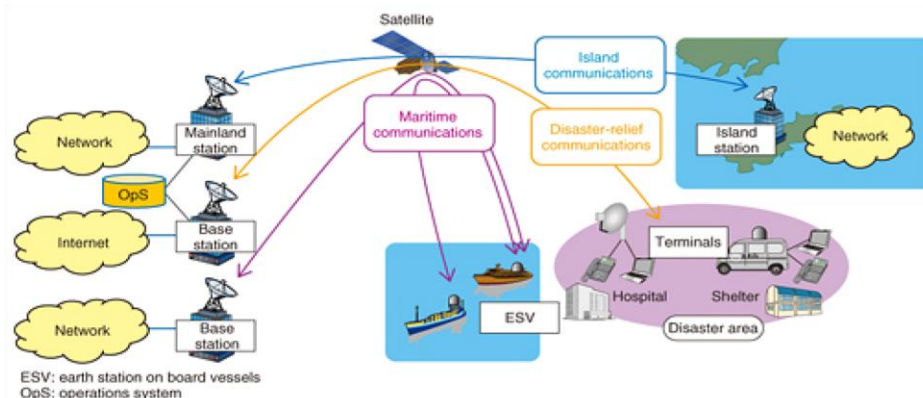 Satellite
Island
communications
Maritime
communications
Disaster-relief
communications
Network
Mainland
station
Island
station
Network
OpS
Internet
Base
station
Terminals
Hospital
Shelter
ESV
Disaster area
Network
Base
station
ESV: earth station on board vessels
OpS: operations system